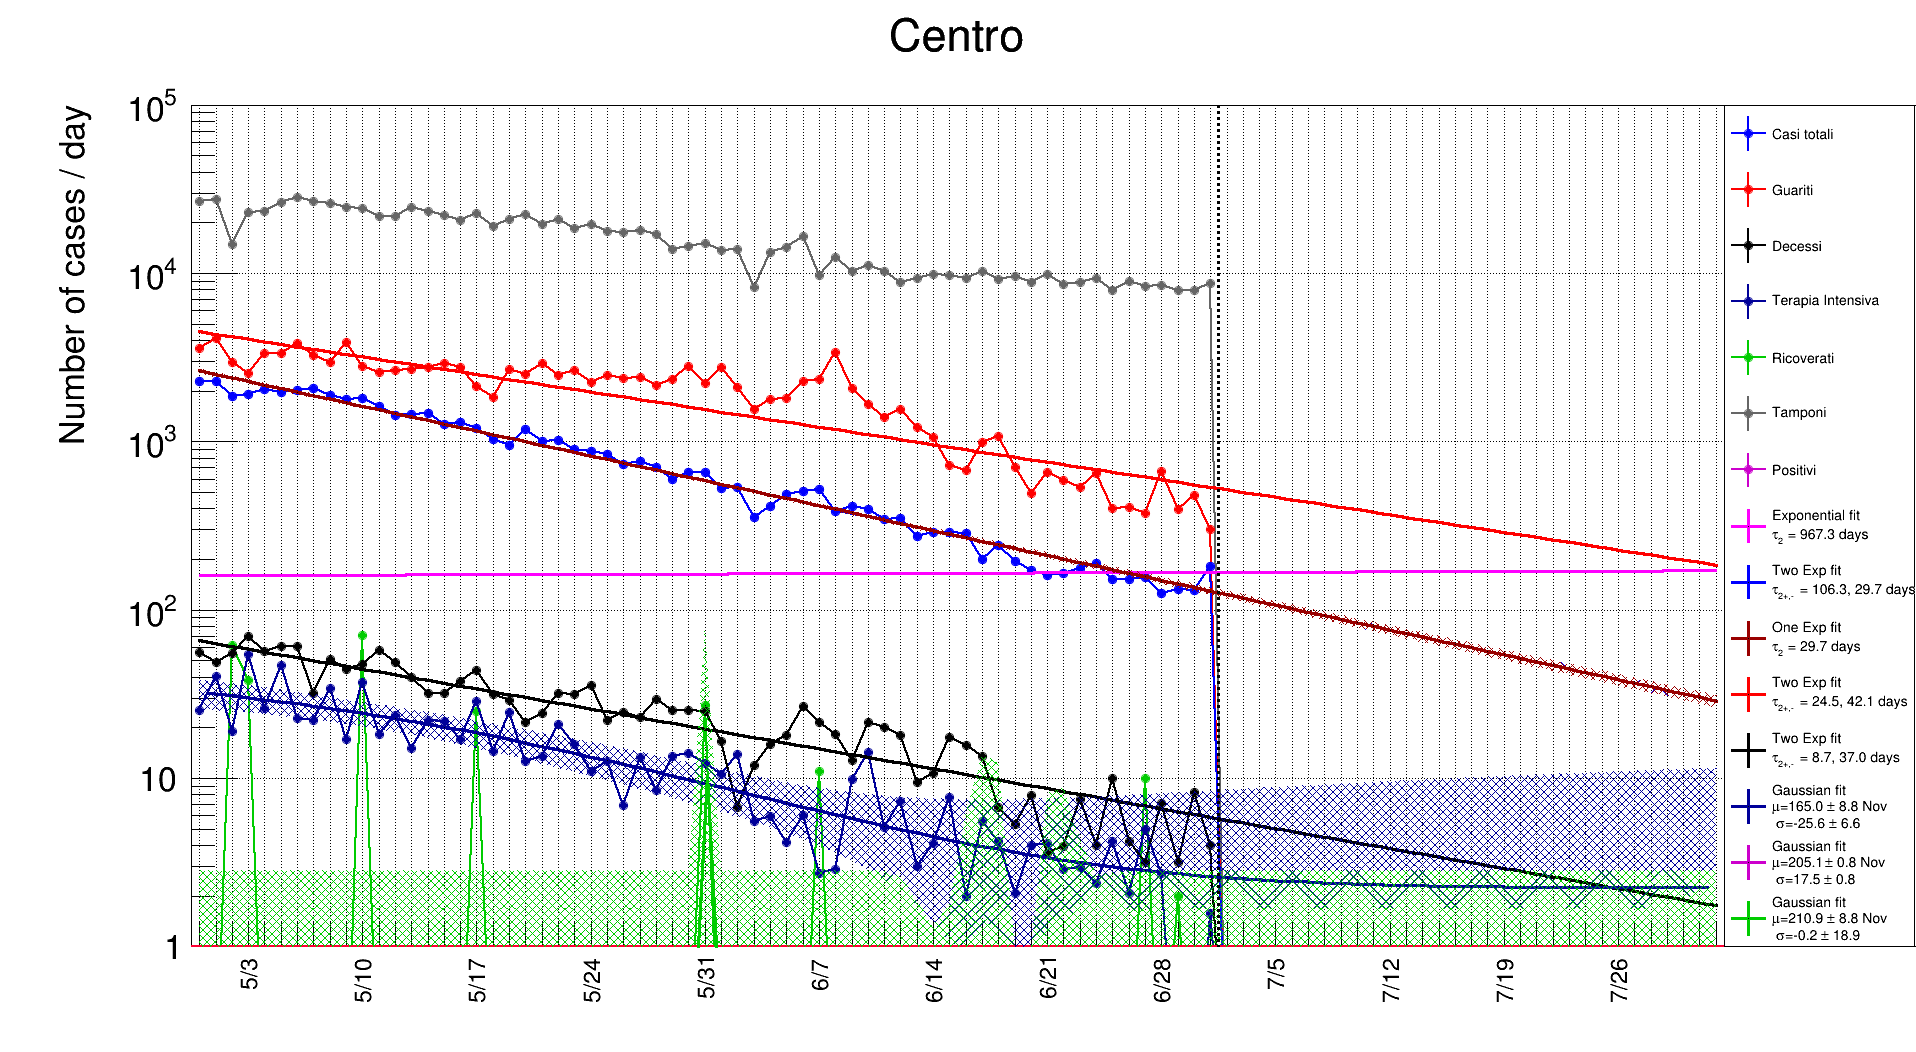 Centro
Number of cases / day
10^5
10^4
10^3
10^2
10
1
5/3
5/10
5/17
5/24
5/31
6/7
6/14
6/21
6/28
7/5
7/12
7/19
7/26
Casi totali
Guariti
Decessi
Terapia Intensiva
Ricoverati
Tamponi
Positivi
Exponential fit
τ2 = 967.3 days
Two Exp fit
τ2+,- = 106.3, 29.7 days
One Exp fit
τ2 = 29.7 days
Two Exp fit
τ2+,- = 24.5, 42.1 days
Two Exp fit
τ2+,- = 8.7, 37.0 days
Gaussian fit
μ=165.0 ± 8.8 Nov
σ=-25.6 ± 6.6
Gaussian fit
μ=205.1 ± 0.8 Nov
σ=17.5 ± 0.8
Gaussian fit
μ=210.9 ± 8.8 Nov
σ=-0.2 ± 18.9